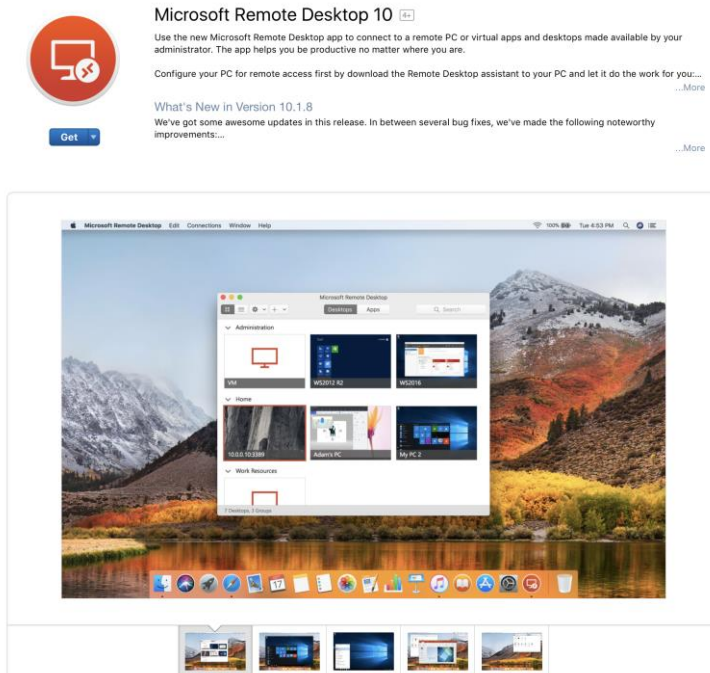 Microsoft Remote Desktop 10 4+
Use the new Microsoft Remote Desktop app to connect to a remote PC or virtual apps and desktops made available by your
administrator. The app helps you be productive no matter where you are.
Configure your PC for remote access first by download the Remote Desktop assistant to your PC and let it do the work for you:...
...More
What's New in Version 10.1.8
Get
We've got some awesome updates in this release. In between several bug fixes, we've made the following noteworthy
improvements:...
...More
Microsoft Remote Desktop Edit Connections Window Help 100% Tue 4:53 PM
Microsoft Remote Desktop
Desktops Apps Search
Administration
VM WS2012 R2 WS2016
Home
10.0.0.10:3389 Adam's PC My PC 2
Work Resources
7 Desktops, 3 Groups
17